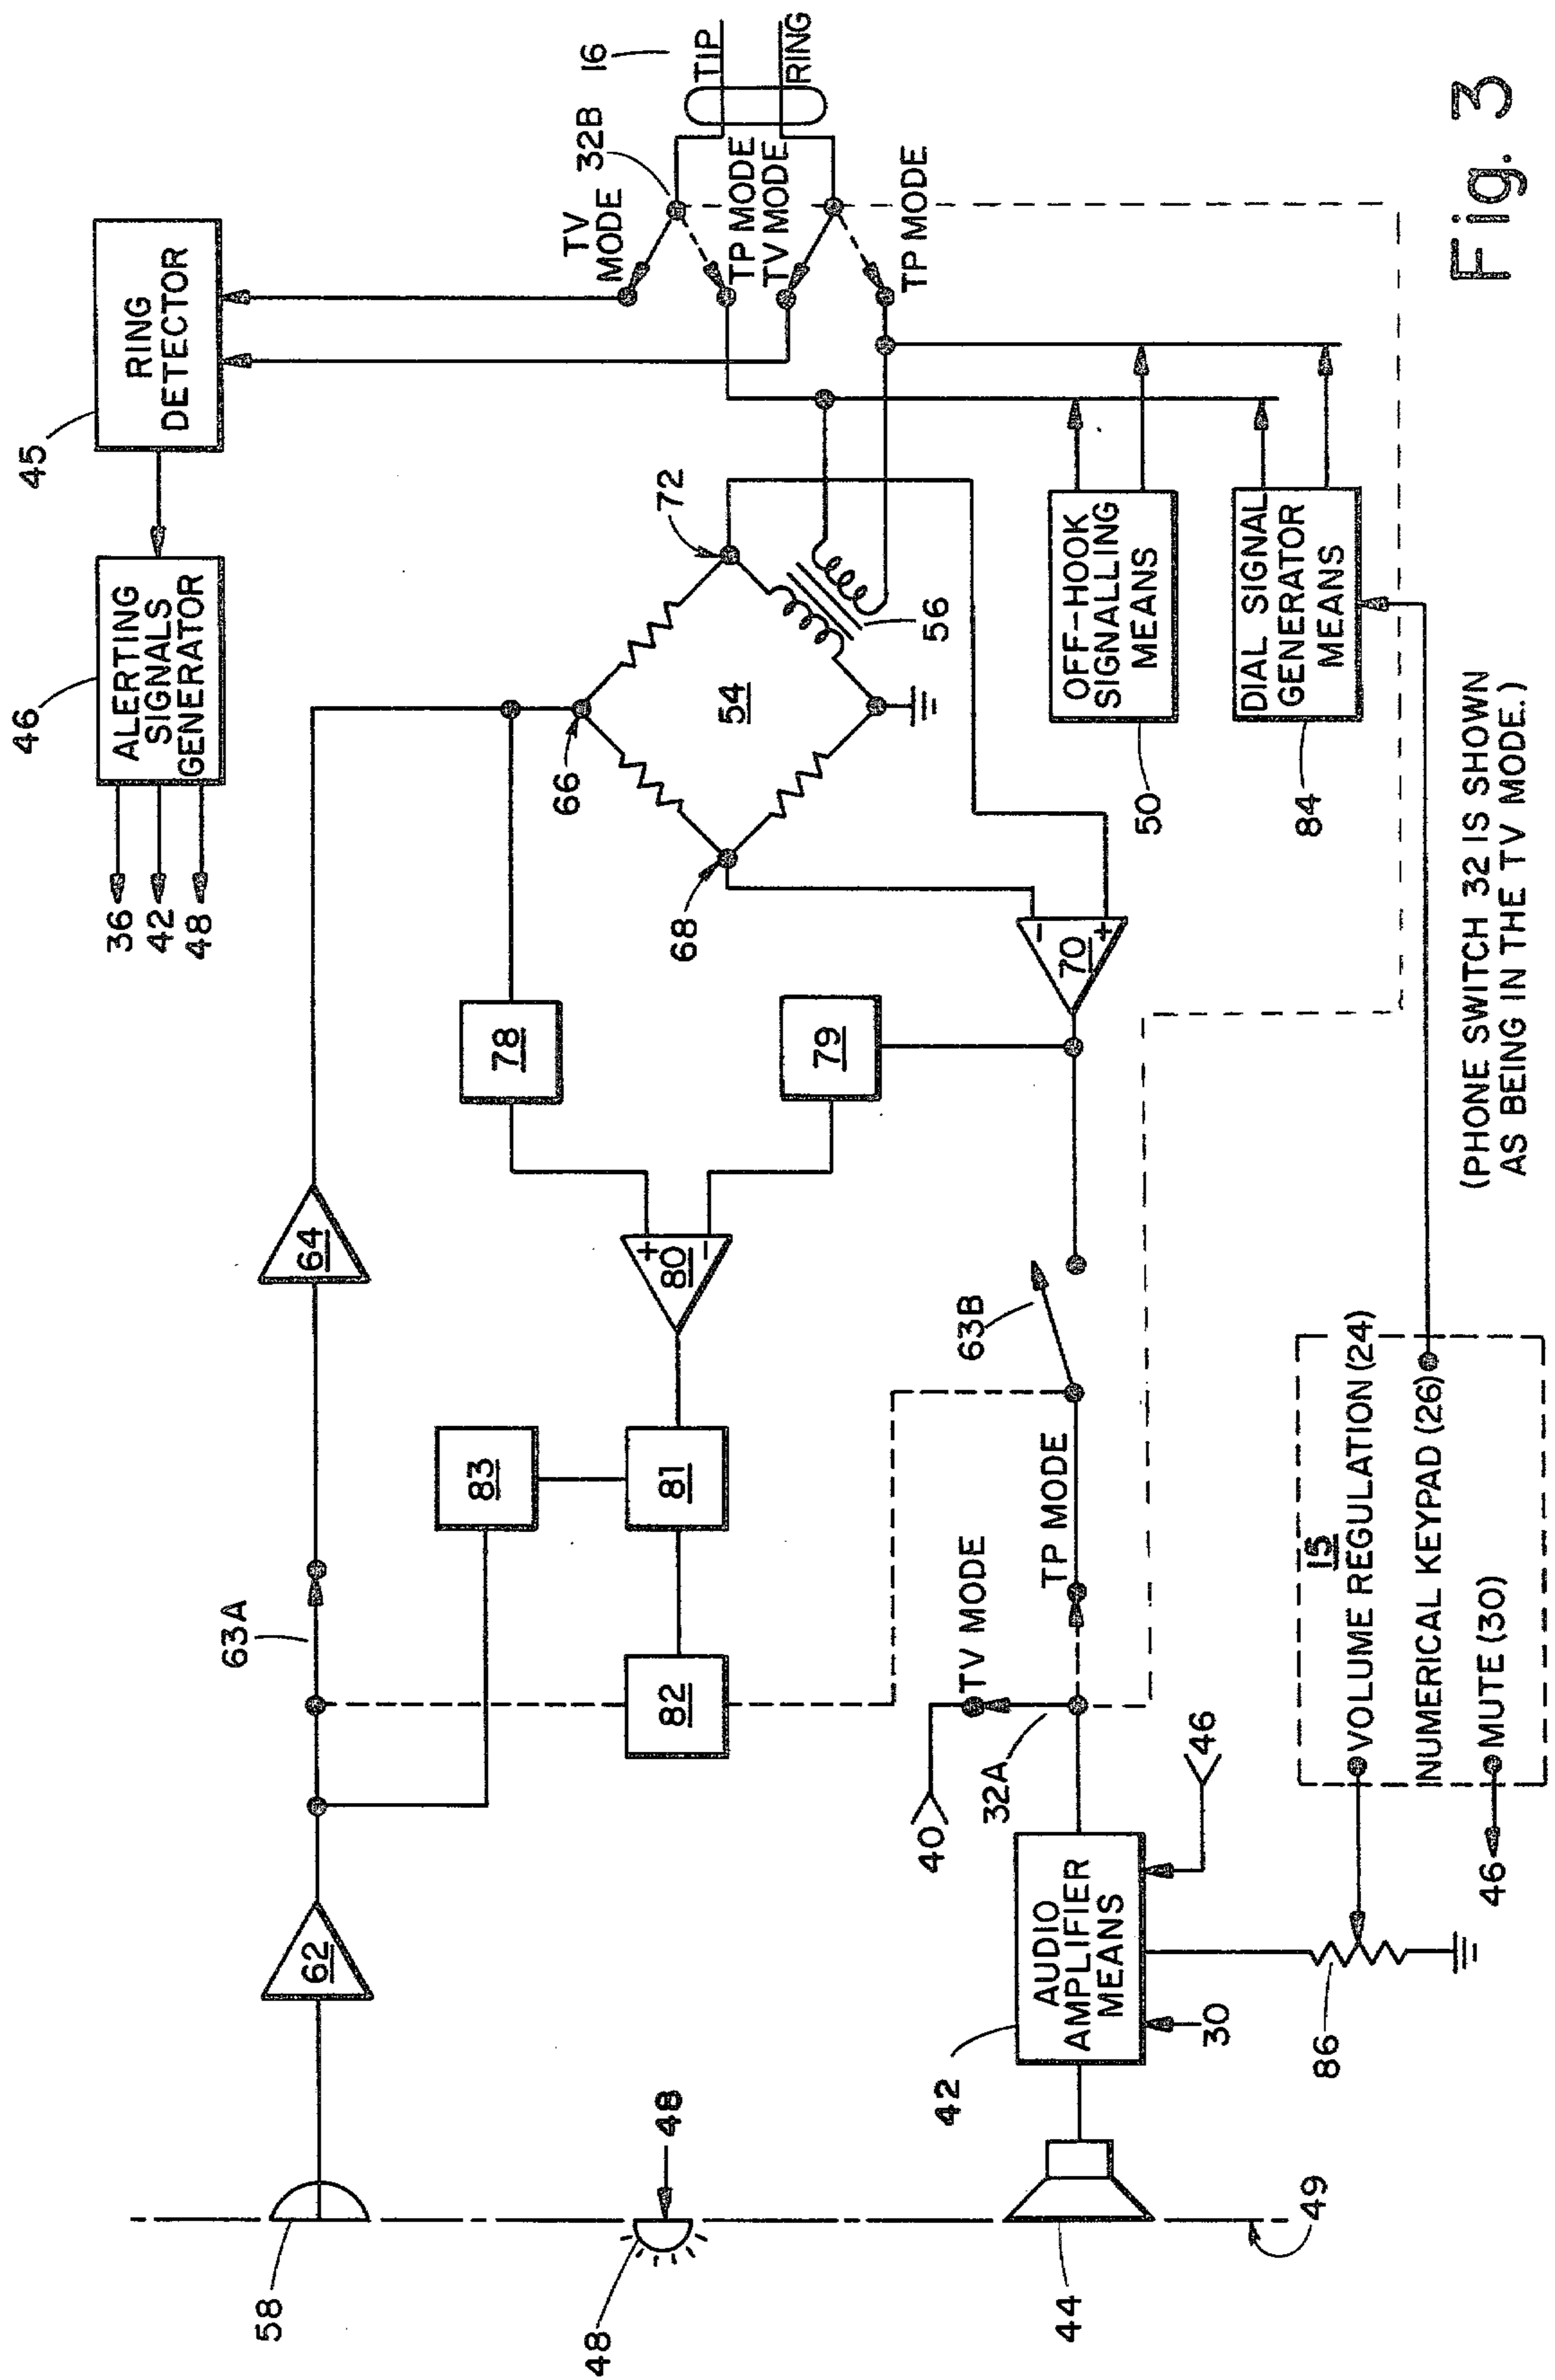 46
45
ALERTING
SIGNALS
GENERATOR
RING
DETECTOR
36
42
48
TV
MODE
32B
16
TIP
RING
TP MODE
TV MODE
TP MODE
58
62
63A
64
66
72
54
56
68
78
79
83
81
80
+
-
82
70
-
+
48
48
40
TV MODE
32A
TP MODE
63B
OFF-HOOK
SIGNALLING
MEANS
50
DIAL SIGNAL
GENERATOR
MEANS
84
44
42
AUDIO
AMPLIFIER
MEANS
46
30
49
86
15
VOLUME REGULATION (24)
NUMERICAL KEYPAD (26)
MUTE (30)
46
(PHONE SWITCH 32 IS SHOWN
AS BEING IN THE TV MODE.)
Fig. 3